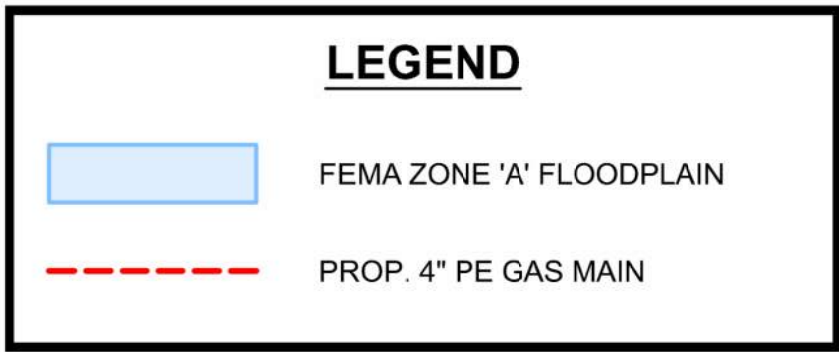 LEGEND
FEMA ZONE 'A' FLOODPLAIN
PROP. 4" PE GAS MAIN